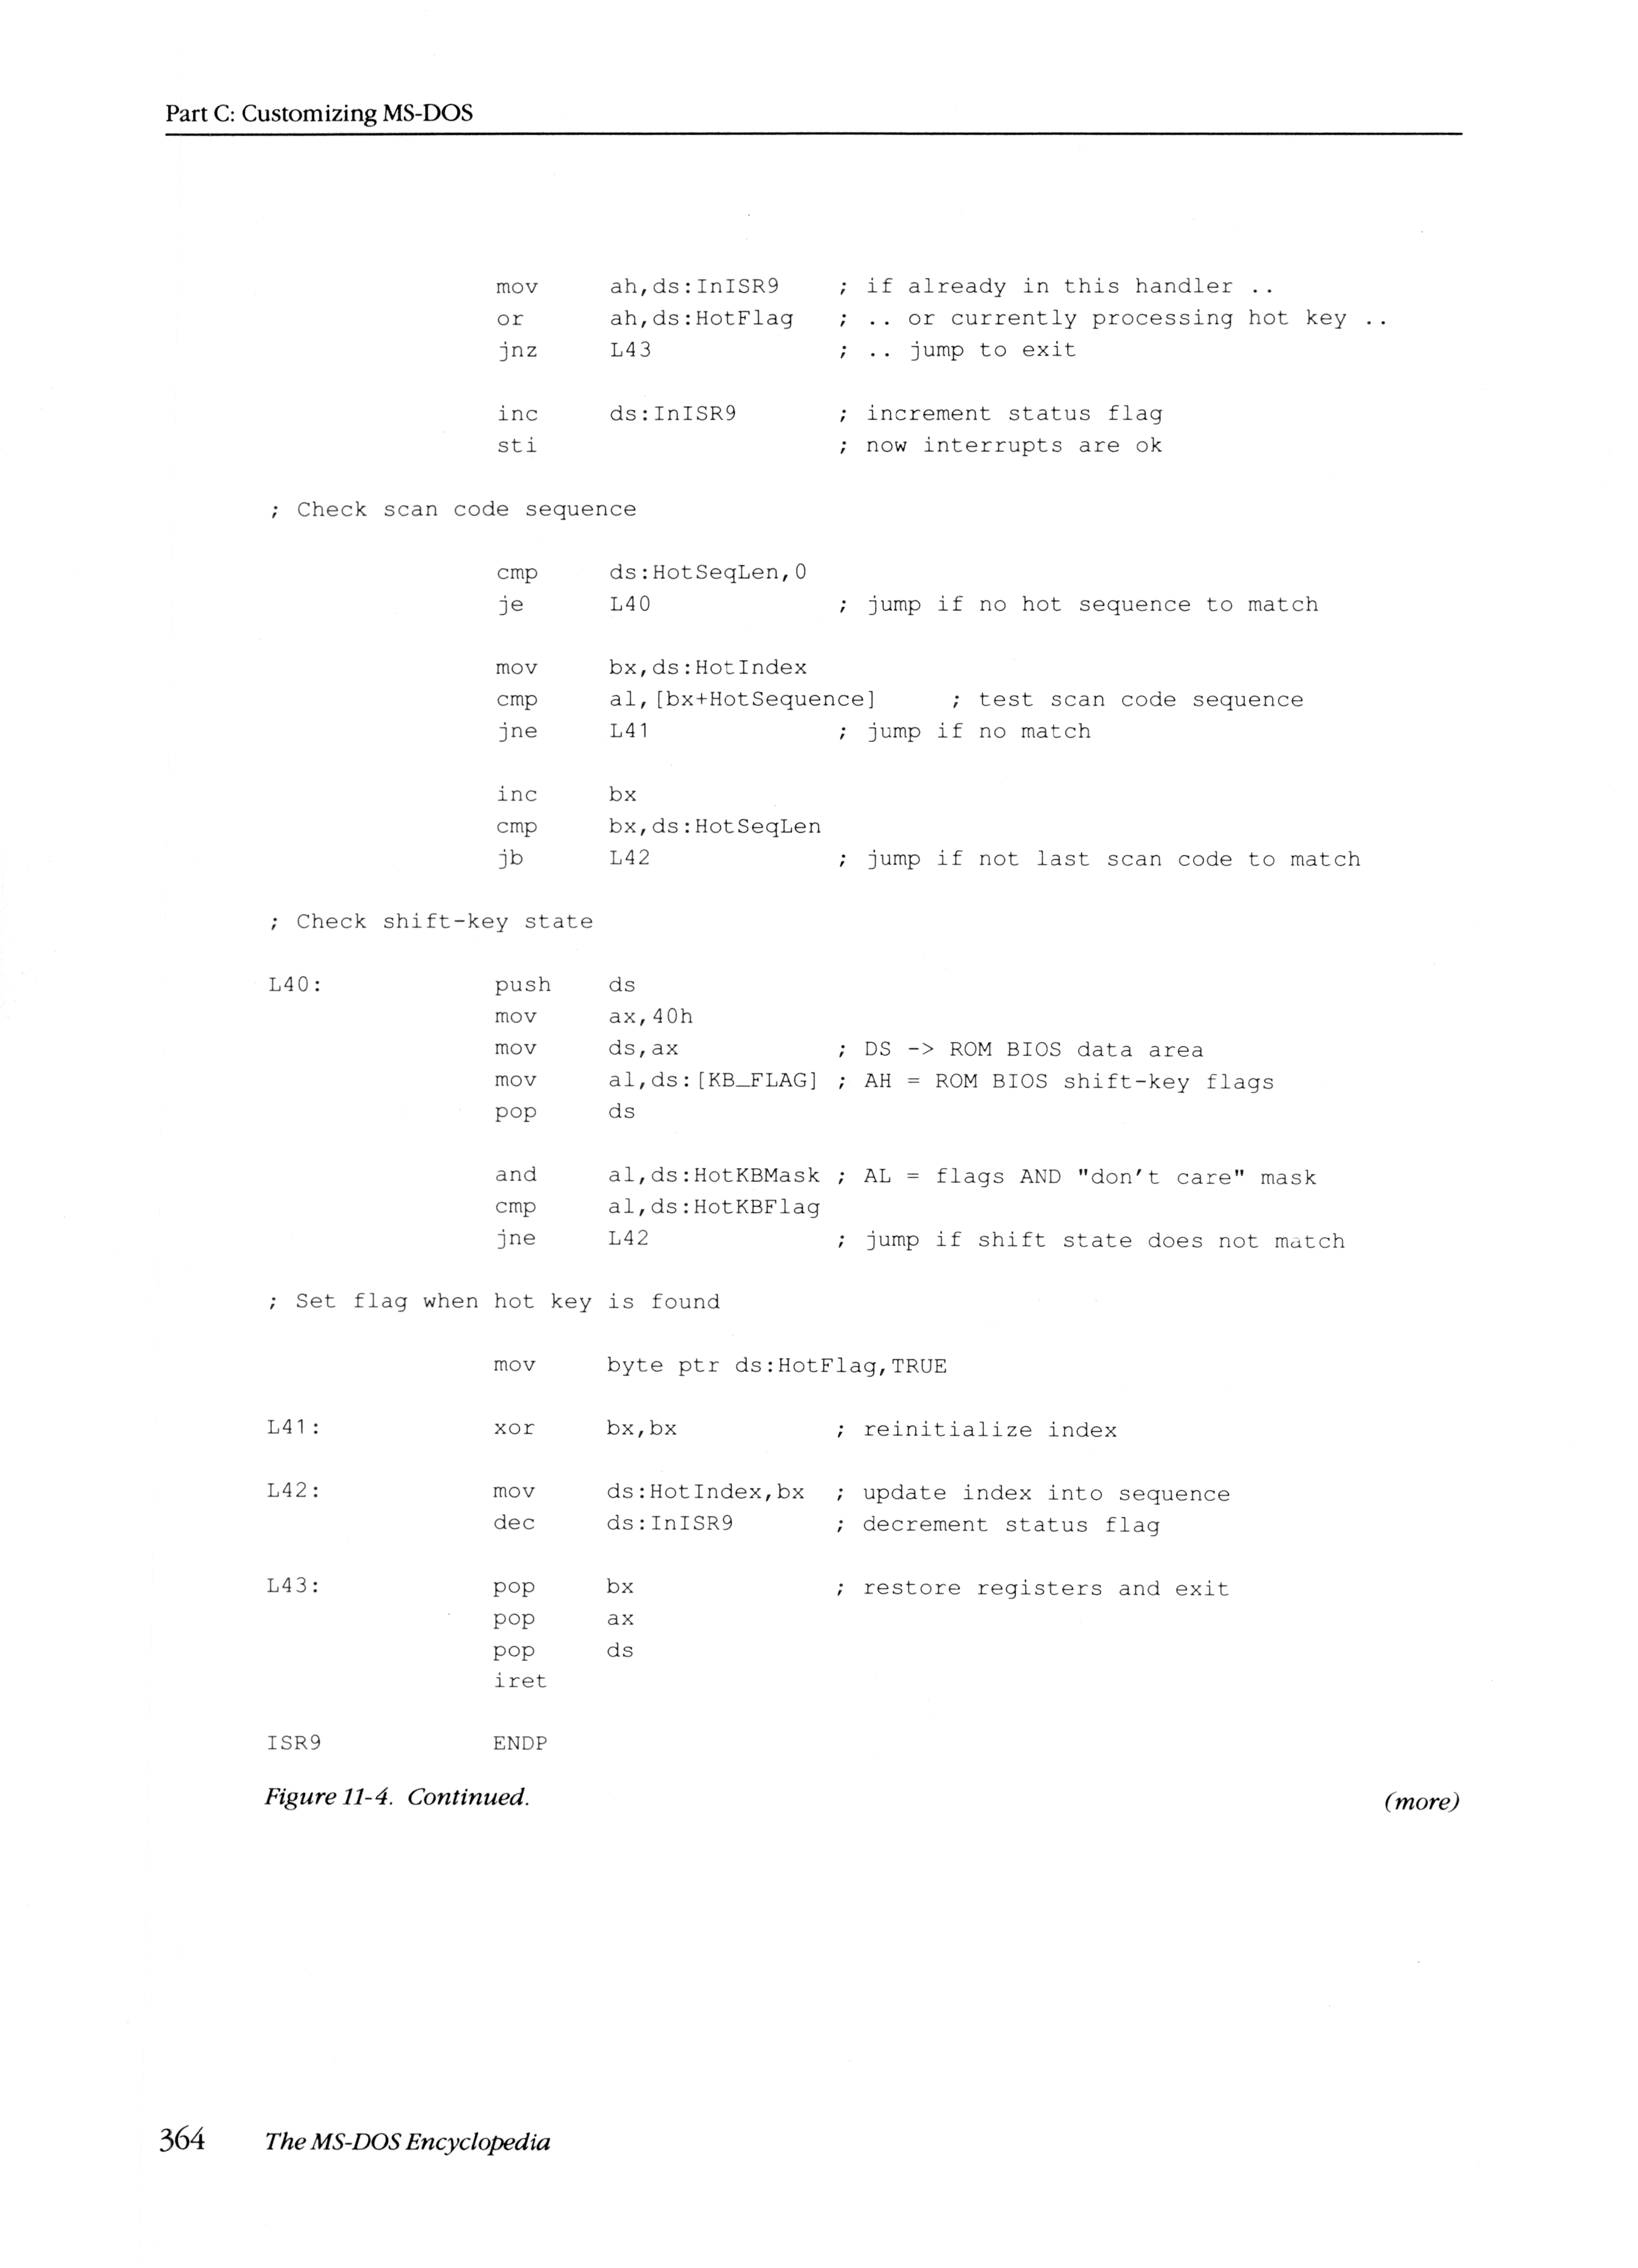 Part C: Customizing MS-DOS
mov ah,ds:InISR9 ; if already in this handler ..
or ah,ds:HotFlag ; .. or currently processing hot key ..
jnz L43 ; .. jump to exit
inc ds:InISR9 ; increment status flag
sti ; now interrupts are ok
; Check scan code sequence
cmp ds:HotSeqLen,0
je L40 ; jump if no hot sequence to match
mov bx,ds:HotIndex
cmp al,[bx+HotSequence] ; test scan code sequence
jne L41 ; jump if no match
inc bx
cmp bx,ds:HotSeqLen
jb L42 ; jump if not last scan code to match
; Check shift-key state
L40: push ds
mov ax,40h
mov ds,ax ; DS -> ROM BIOS data area
mov al,ds:[KB_FLAG] ; AH = ROM BIOS shift-key flags
pop ds
and al,ds:HotKBMask ; AL = flags AND "don't care" mask
cmp al,ds:HotKBFlag
jne L42 ; jump if shift state does not match
; Set flag when hot key is found
mov byte ptr ds:HotFlag,TRUE
L41: xor bx,bx ; reinitialize index
L42: mov ds:HotIndex,bx ; update index into sequence
dec ds:InISR9 ; decrement status flag
L43: pop bx ; restore registers and exit
pop ax
pop ds
iret
ISR9 ENDP
Figure 11-4. Continued. (more)
364 The MS-DOS Encyclopedia